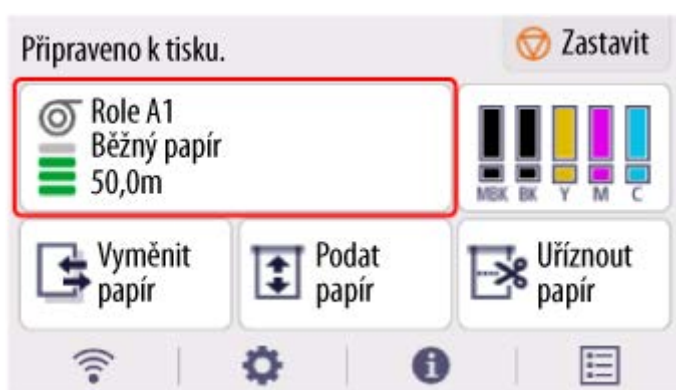 Připraveno k tisku.
Zastavit
Role A1
Běžný papír
50,0m
MBK BK Y M C
Vyměnit
papír
Podat
papír
Uříznout
papír